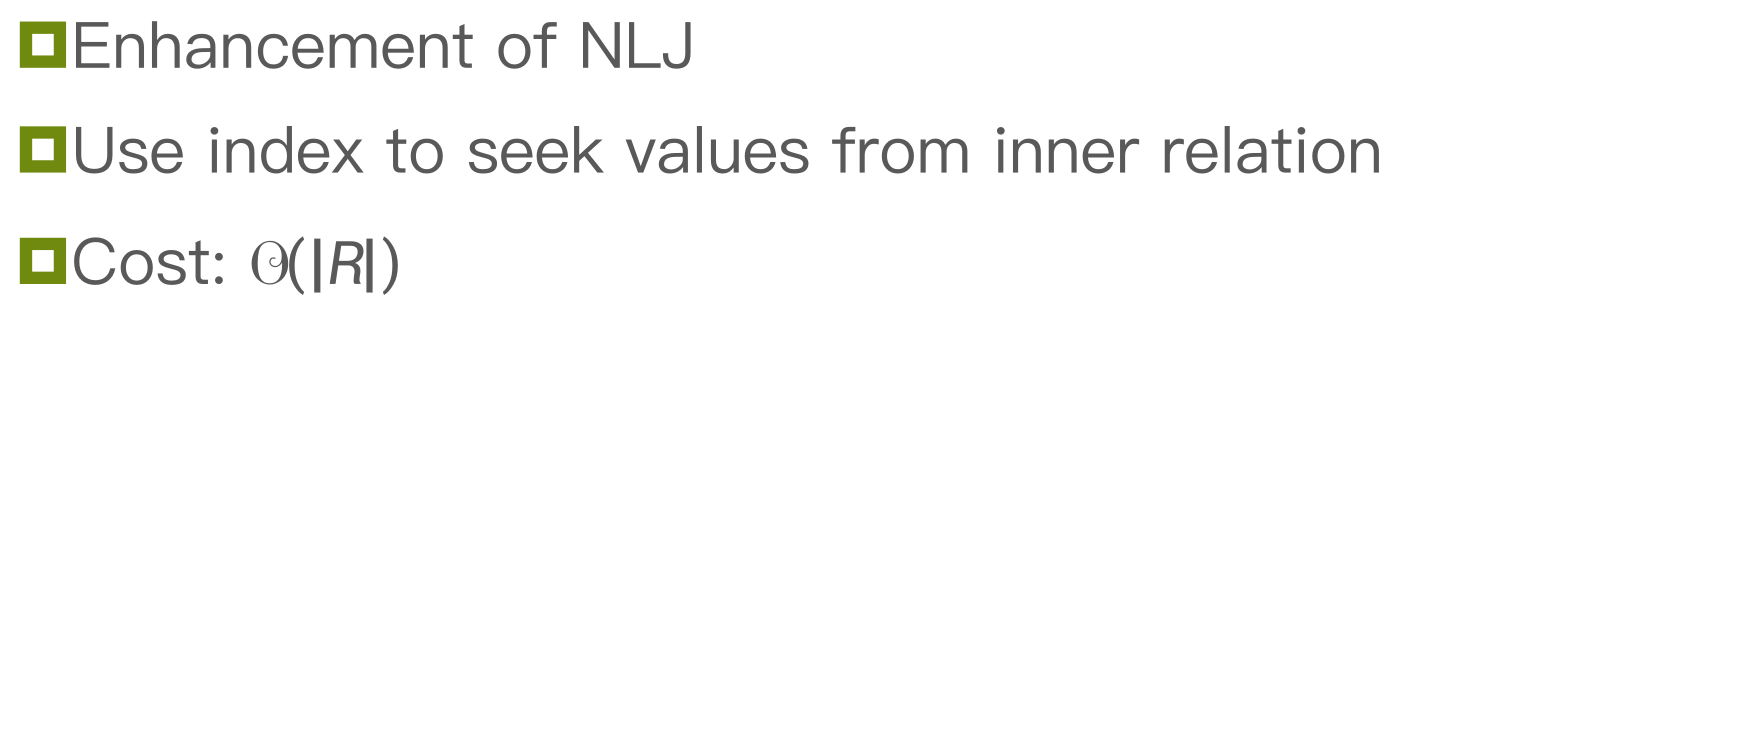 Enhancement of NLJ
Use index to seek values from inner relation
Cost: 𝒪(|R|)